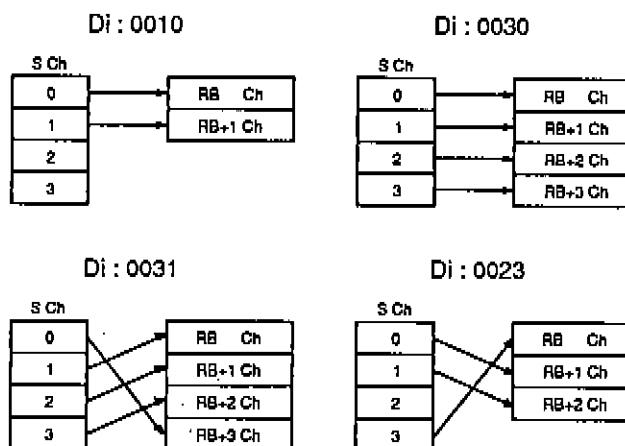 Di : 0010
S Ch
0
1
2
3
RB Ch
RB+1 Ch
Di : 0030
S Ch
0
1
2
3
RB Ch
RB+1 Ch
RB+2 Ch
RB+3 Ch
Di : 0031
S Ch
0
1
2
3
RB Ch
RB+1 Ch
RB+2 Ch
RB+3 Ch
Di : 0023
S Ch
0
1
2
3
RB Ch
RB+1 Ch
RB+2 Ch